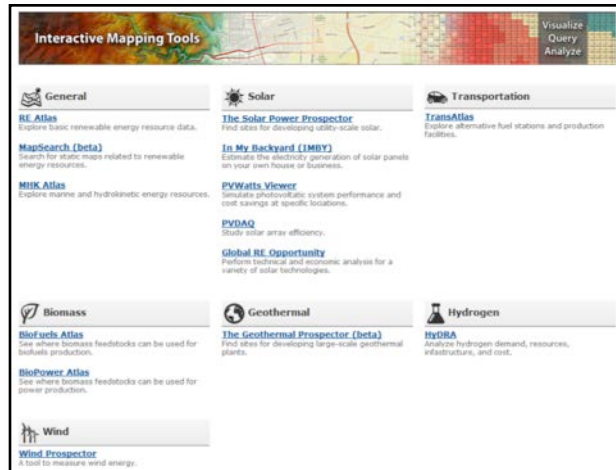 Interactive Mapping Tools
Visualize
Query
Analyze
General
RE Atlas
Explore basic renewable energy resource data.
MapSearch (beta)
Search for static maps related to renewable
energy resources.
MHK Atlas
Explore marine and hydrokinetic energy resources.
Solar
The Solar Power Prospector
Find sites for developing utility-scale solar.
In My Backyard (IMBY)
Estimate the electricity generation of solar panels
on your own house or business.
PVWatts Viewer
Simulate photovoltaic system performance and
cost savings at specific locations.
PVDAQ
Study solar array efficiency.
Global RE Opportunity
Perform technical and economic analysis for a
variety of solar technologies.
Transportation
TransAtlas
Explore alternative fuel stations and production
facilities.
Biomass
BioFuels Atlas
See where biomass feedstocks can be used for
biofuels production.
BioPower Atlas
See where biomass feedstocks can be used for
power production.
Geothermal
The Geothermal Prospector (beta)
Find sites for developing large-scale geothermal
plants.
Hydrogen
HyDRA
Analyze hydrogen demand, resources,
infrastructure, and cost.
Wind
Wind Prospector
A tool to measure wind energy.